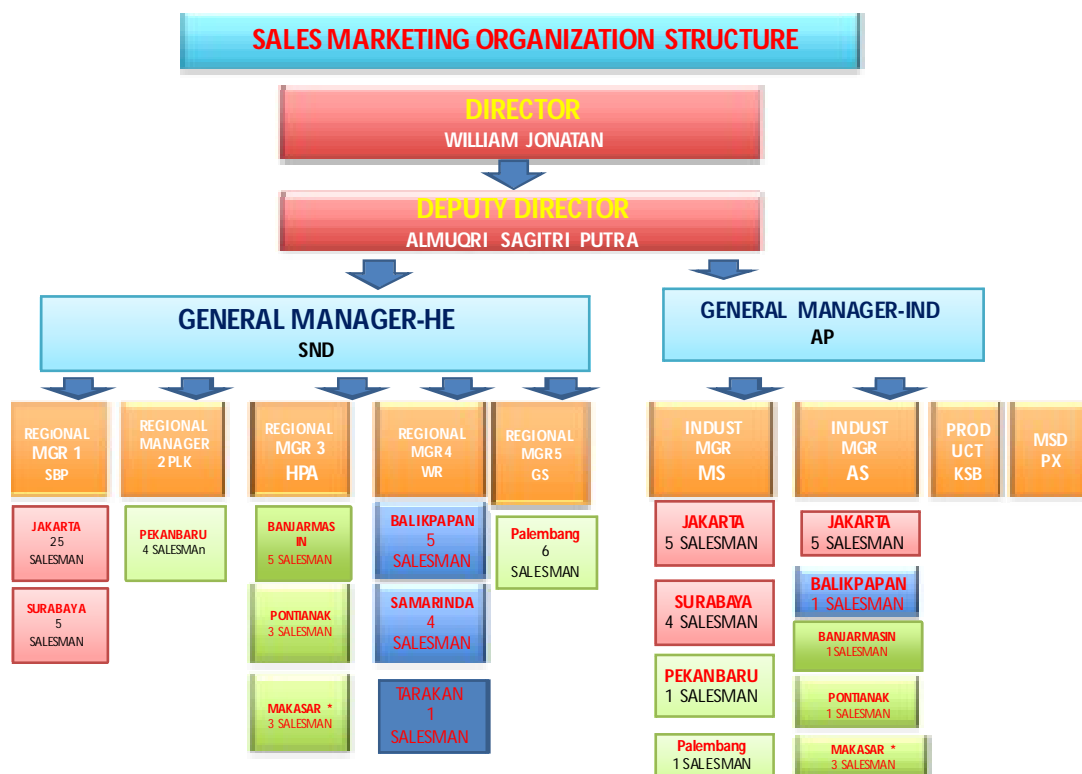 SALES MARKETING ORGANIZATION STRUCTURE
DIRECTOR
WILLIAM JONATAN
DEPUTY DIRECTOR
ALMUQRI SAGITRI PUTRA
GENERAL MANAGER-HE
SND
GENERAL MANAGER-IND
AP
REGIONAL
MGR 1
SBP
REGIONAL
MANAGER
2 PLK
REGIONAL
MGR 3
HPA
REGIONAL
MGR 4
WR
REGIONAL
MGR 5
GS
INDUST
MGR
MS
INDUST
MGR
AS
PROD
UCT
KSB
MSD
PX
JAKARTA
25
SALESMAN
SURABAYA
5
SALESMAN
PEKANBARU
4 SALESMAn
BANJARMAS
IN
5 SALESMAN
PONTIANAK
3 SALESMAN
MAKASAR *
3 SALESMAN
BALIKPAPAN
5
SALESMAN
SAMARINDA
4
SALESMAN
TARAKAN
1
SALESMAN
Palembang
6
SALESMAN
JAKARTA
5 SALESMAN
SURABAYA
4 SALESMAN
PEKANBARU
1 SALESMAN
Palembang
1 SALESMAN
JAKARTA
5 SALESMAN
BALIKPAPAN
1 SALESMAN
BANJARMASIN
1 SALESMAN
PONTIANAK
1 SALESMAN
MAKASAR *
3 SALESMAN